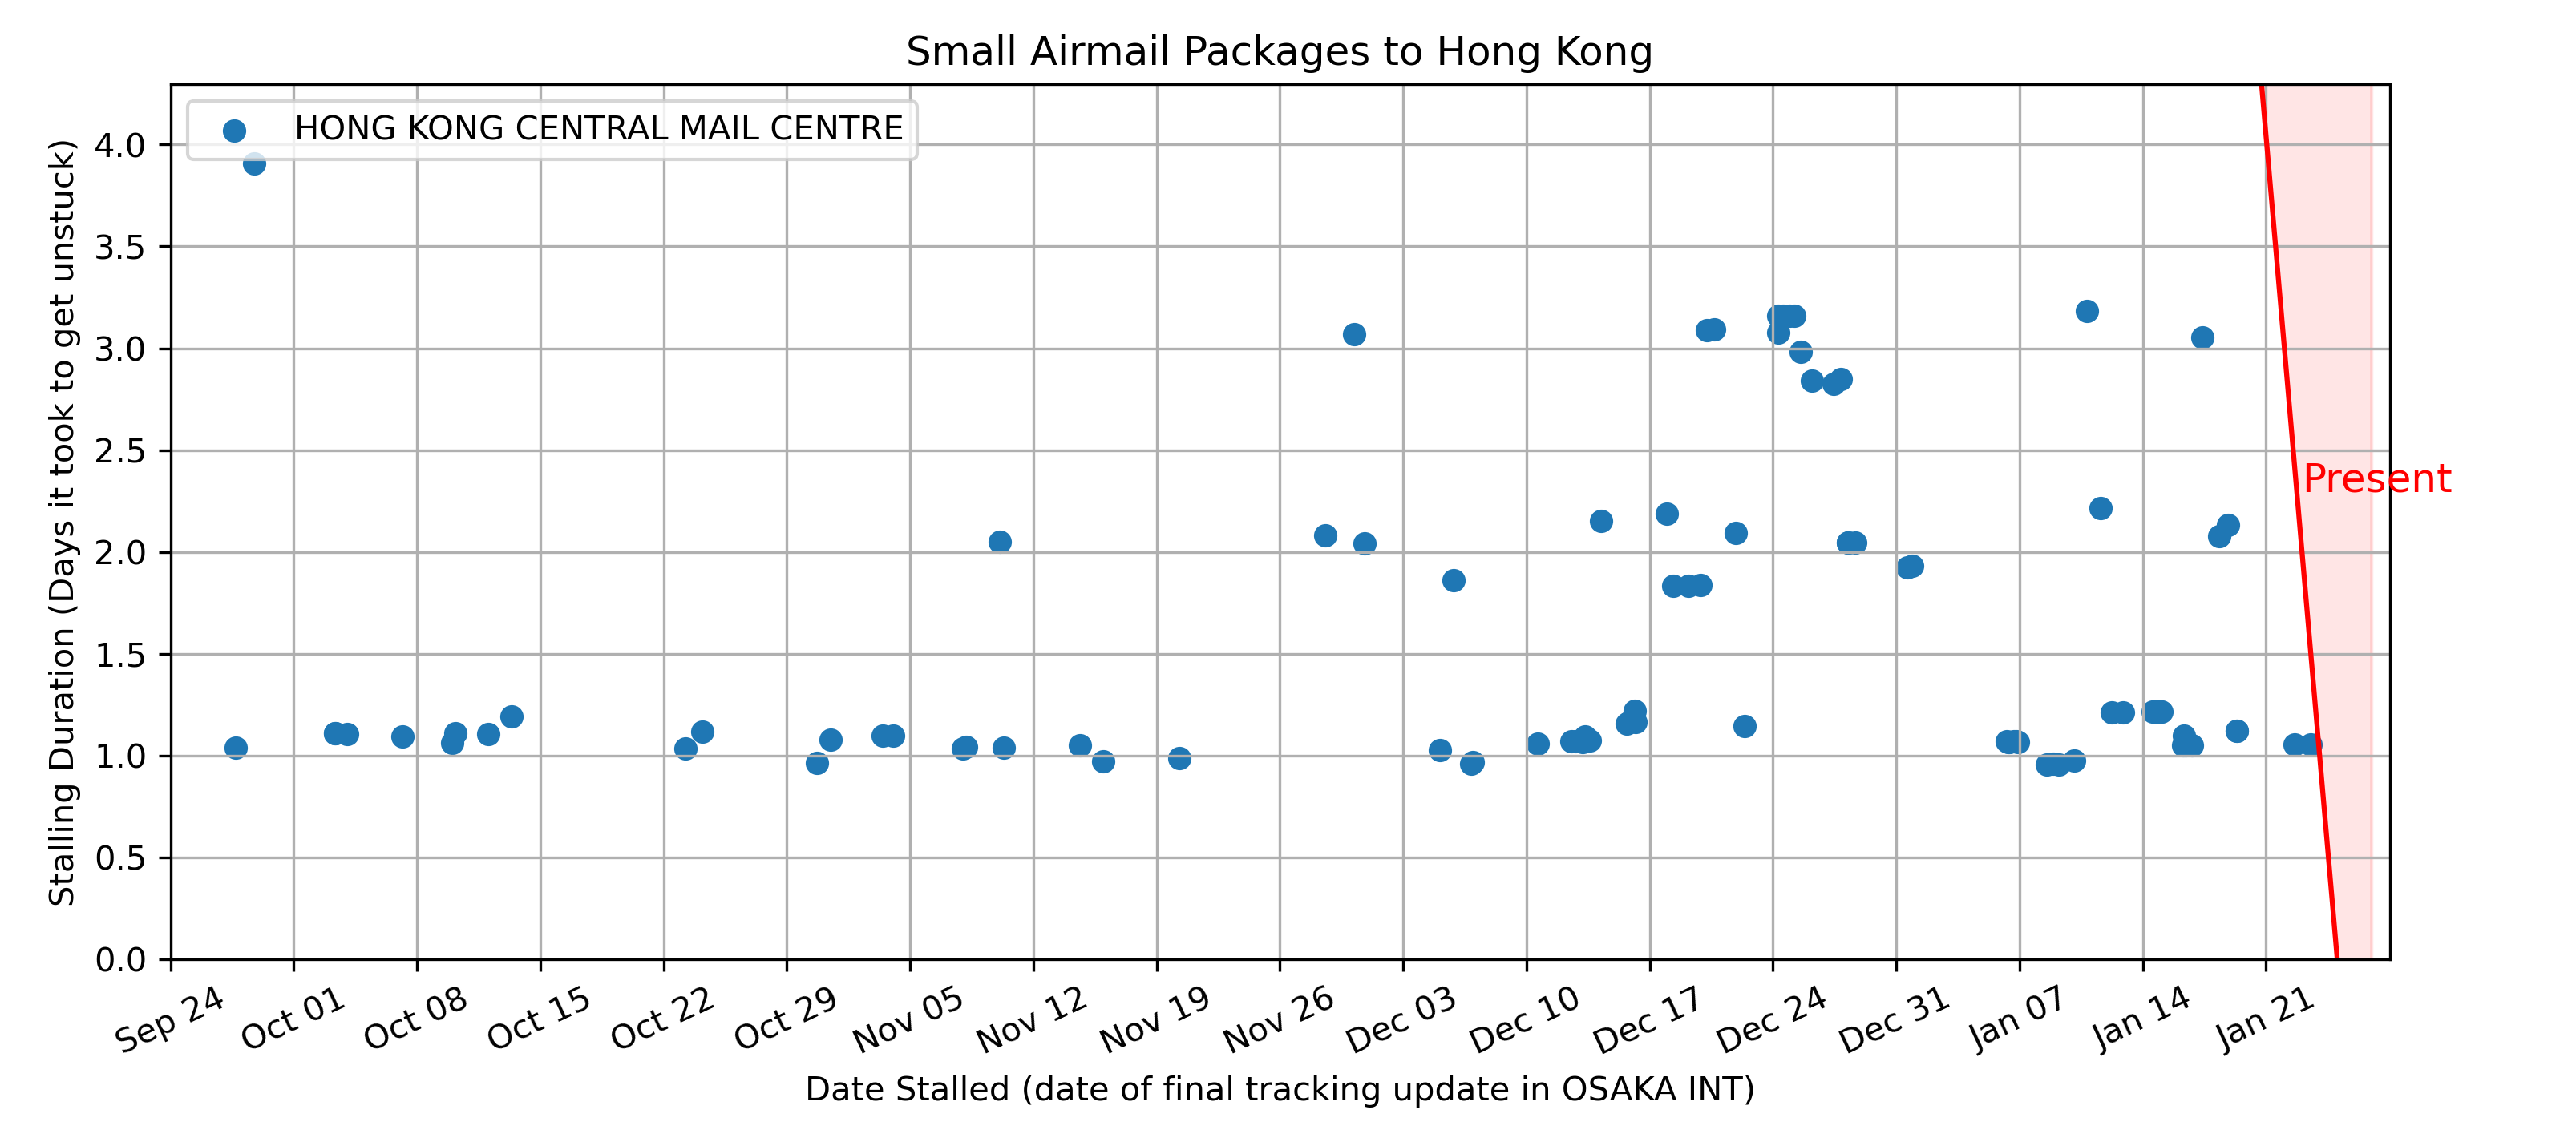 Small Airmail Packages to Hong Kong
HONG KONG CENTRAL MAIL CENTRE
Stalling Duration (Days it took to get unstuck)
4.0
3.5
3.0
2.5
2.0
1.5
1.0
0.5
0.0
Present
Sep 24
Oct 01
Oct 08
Oct 15
Oct 22
Oct 29
Nov 05
Nov 12
Nov 19
Nov 26
Dec 03
Dec 10
Dec 17
Dec 24
Dec 31
Jan 07
Jan 14
Jan 21
Date Stalled (date of final tracking update in OSAKA INT)